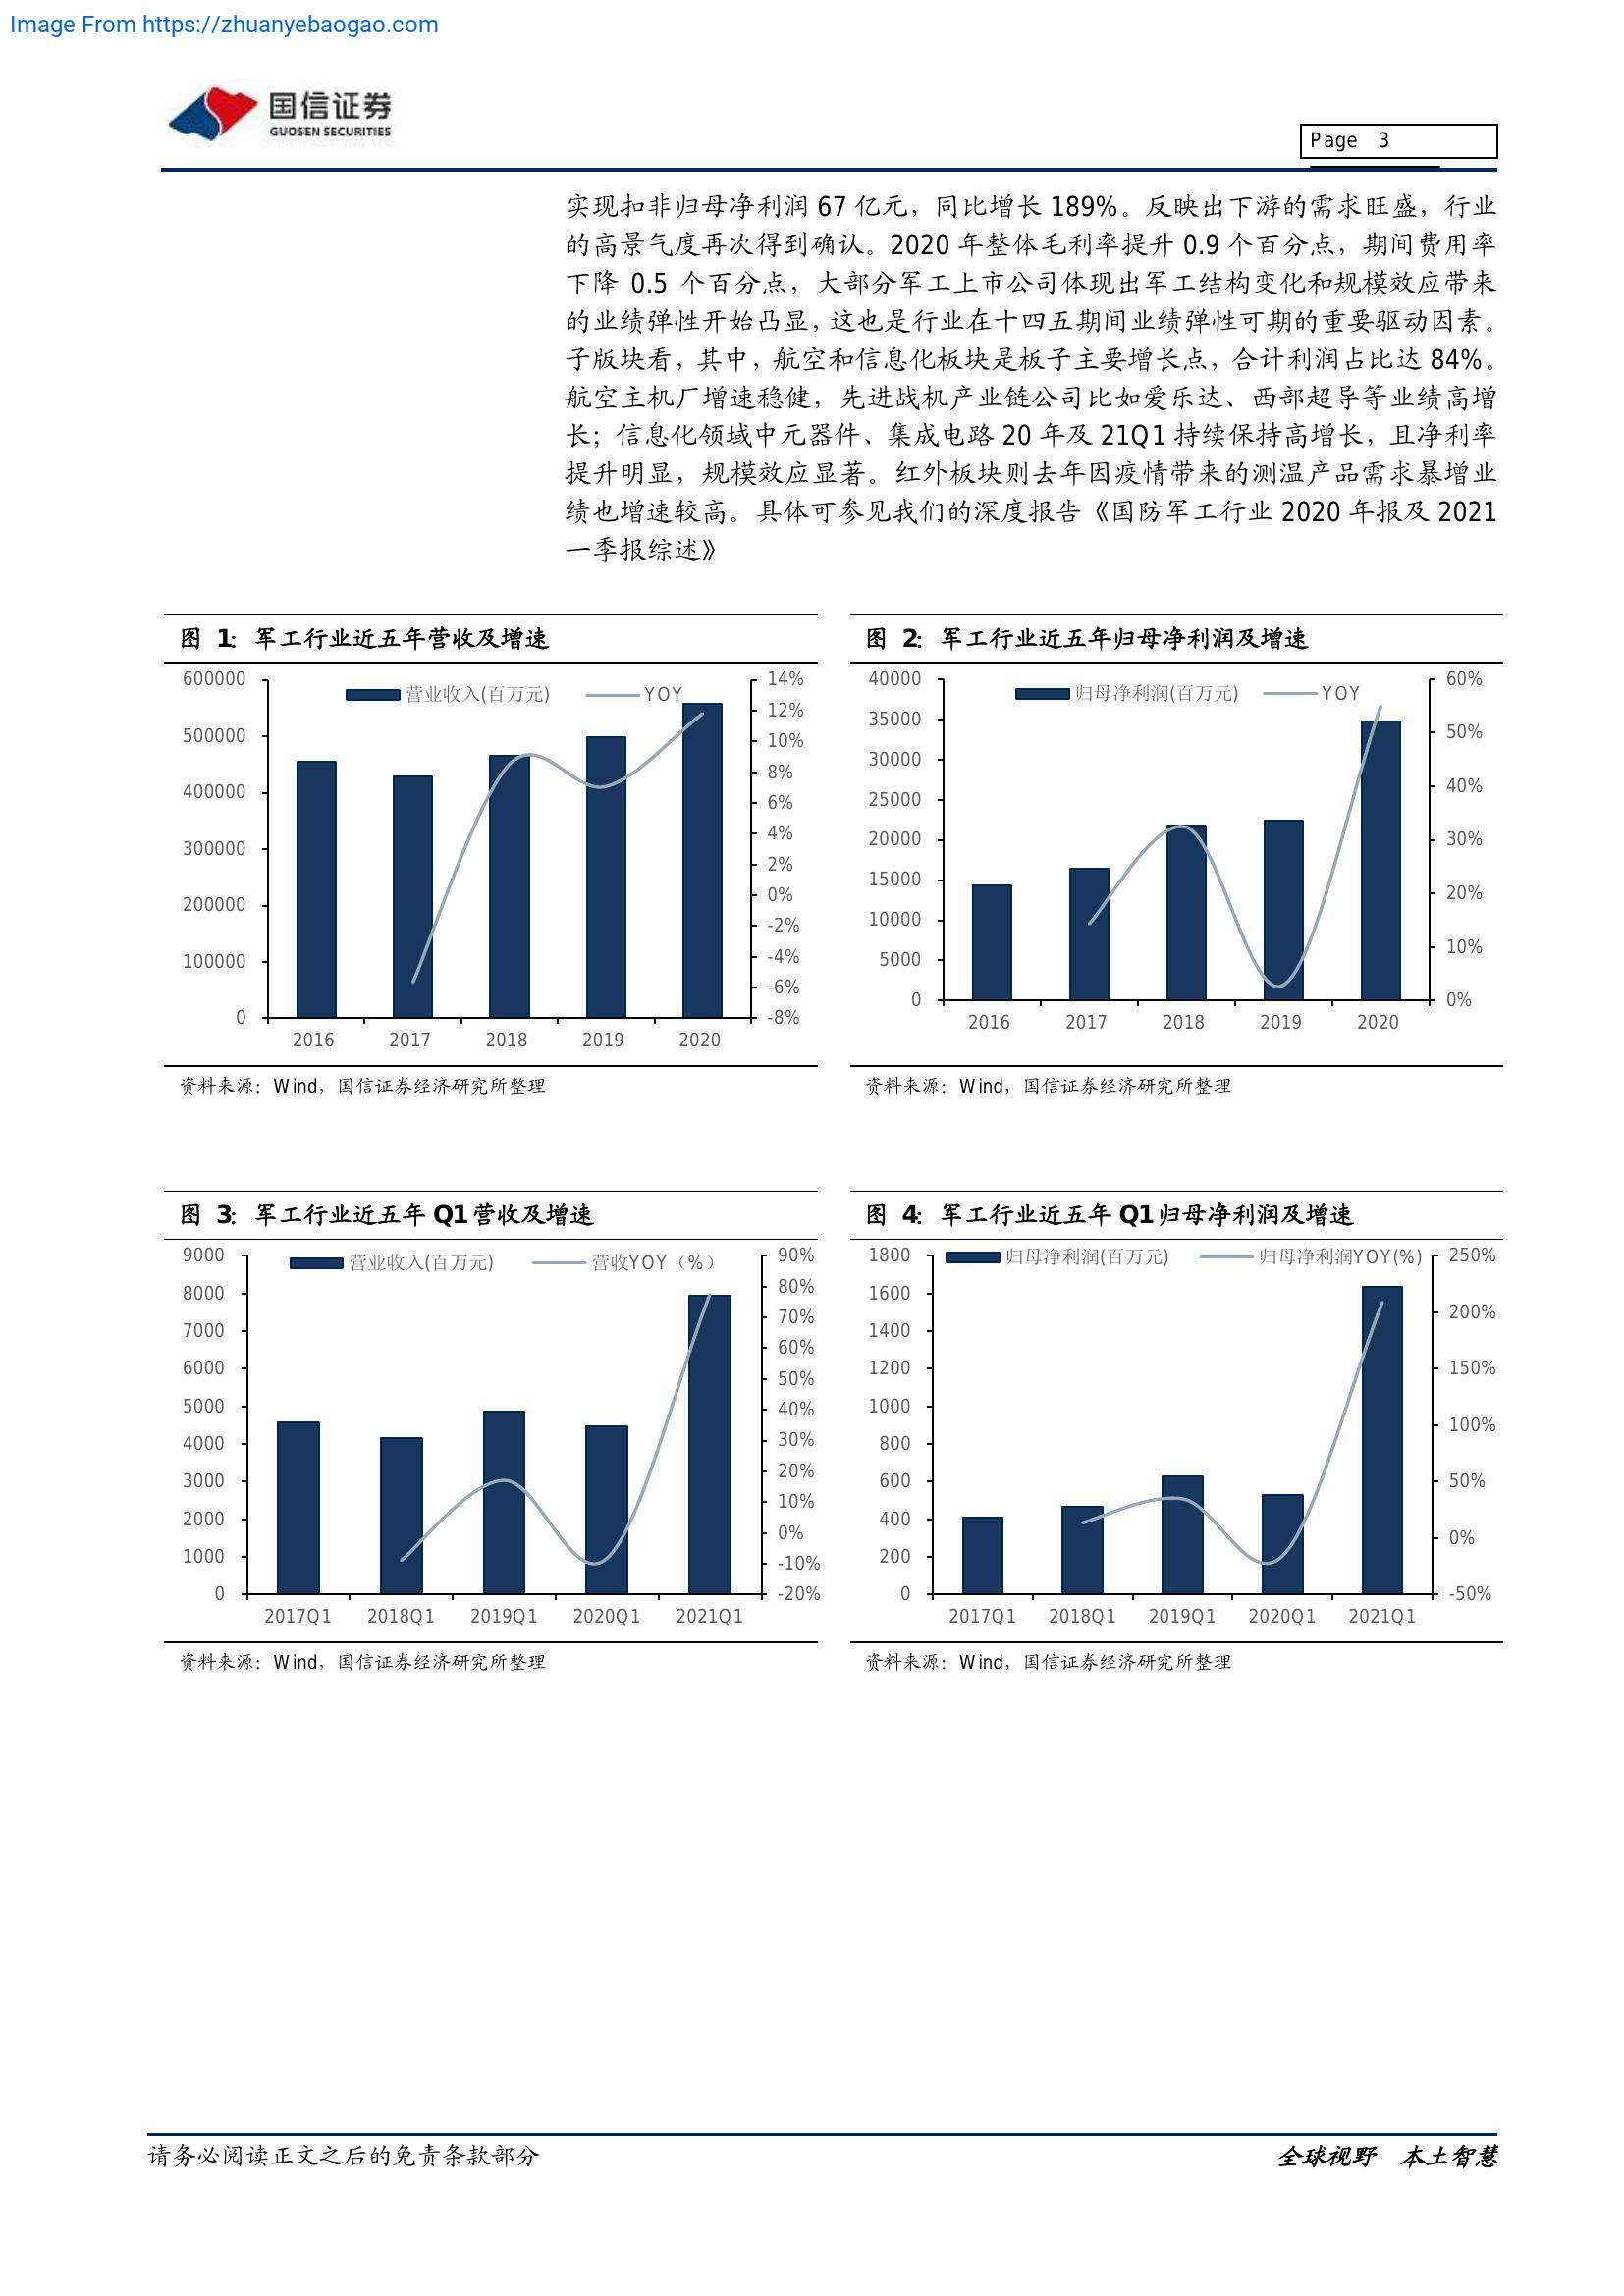 Image From https://zhuanyebaogao.com
国信证券
GUOSEN SECURITIES
Page 3
实现扣非归母净利润 67 亿元，同比增长 189%。反映出下游的需求旺盛，行业
的高景气度再次得到确认。2020 年整体毛利率提升 0.9 个百分点，期间费用率
下降 0.5 个百分点，大部分军工上市公司体现出军工结构变化和规模效应带来
的业绩弹性开始凸显，这也是行业在十四五期间业绩弹性可期的重要驱动因素。
子版块看，其中，航空和信息化板块是板子主要增长点，合计利润占比达 84%。
航空主机厂增速稳健，先进战机产业链公司比如爱乐达、西部超导等业绩高增
长；信息化领域中元器件、集成电路 20 年及 21Q1 持续保持高增长，且净利率
提升明显，规模效应显著。红外板块则去年因疫情带来的测温产品需求暴增业
绩也增速较高。具体可参见我们的深度报告《国防军工行业 2020 年报及 2021
一季报综述》
图 1：军工行业近五年营收及增速
营业收入(百万元) YOY
600000
500000
400000
300000
200000
100000
0
14%
12%
10%
8%
6%
4%
2%
0%
-2%
-4%
-6%
-8%
2016 2017 2018 2019 2020
资料来源：Wind，国信证券经济研究所整理
图 2：军工行业近五年归母净利润及增速
归母净利润(百万元) YOY
40000
35000
30000
25000
20000
15000
10000
5000
0
60%
50%
40%
30%
20%
10%
0%
2016 2017 2018 2019 2020
资料来源：Wind，国信证券经济研究所整理
图 3：军工行业近五年 Q1 营收及增速
营业收入(百万元) 营收YOY（%）
9000
8000
7000
6000
5000
4000
3000
2000
1000
0
90%
80%
70%
60%
50%
40%
30%
20%
10%
0%
-10%
-20%
2017Q1 2018Q1 2019Q1 2020Q1 2021Q1
资料来源：Wind，国信证券经济研究所整理
图 4：军工行业近五年 Q1 归母净利润及增速
归母净利润(百万元) 归母净利润YOY(%)
1800
1600
1400
1200
1000
800
600
400
200
0
250%
200%
150%
100%
50%
0%
-50%
2017Q1 2018Q1 2019Q1 2020Q1 2021Q1
资料来源：Wind，国信证券经济研究所整理
请务必阅读正文之后的免责条款部分
全球视野 本土智慧